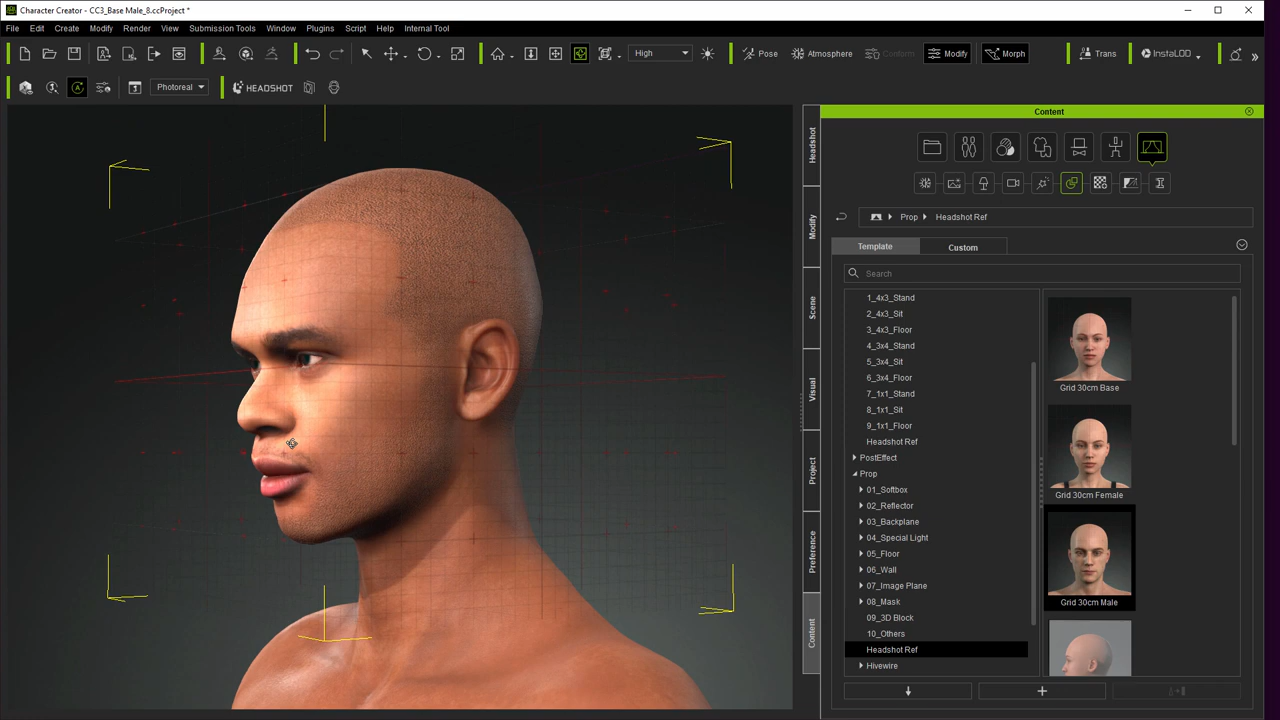 Character Creator - CC3_Base Male_8.ccProject *
File Edit Create Modify Render View Submission Tools Window Plugins Script Help Internal Tool
High Pose Atmosphere Conform Modify Morph Trans InstaLOD
Photoreal HEADSHOT
Content
Headshot
Modify
Scene
Visual
Project
Preference
Content
Prop Headshot Ref
Template Custom
Search
1_4x3_Stand
2_4x3_Sit
3_4x3_Floor
4_3x4_Stand
5_3x4_Sit
6_3x4_Floor
7_1x1_Stand
8_1x1_Sit
9_1x1_Floor
Headshot Ref
PostEffect
Prop
01_Softbox
02_Reflector
03_Backplane
04_Special Light
05_Floor
06_Wall
07_Image Plane
08_Mask
09_3D Block
10_Others
Headshot Ref
Hivewire
Grid 30cm Base
Grid 30cm Female
Grid 30cm Male